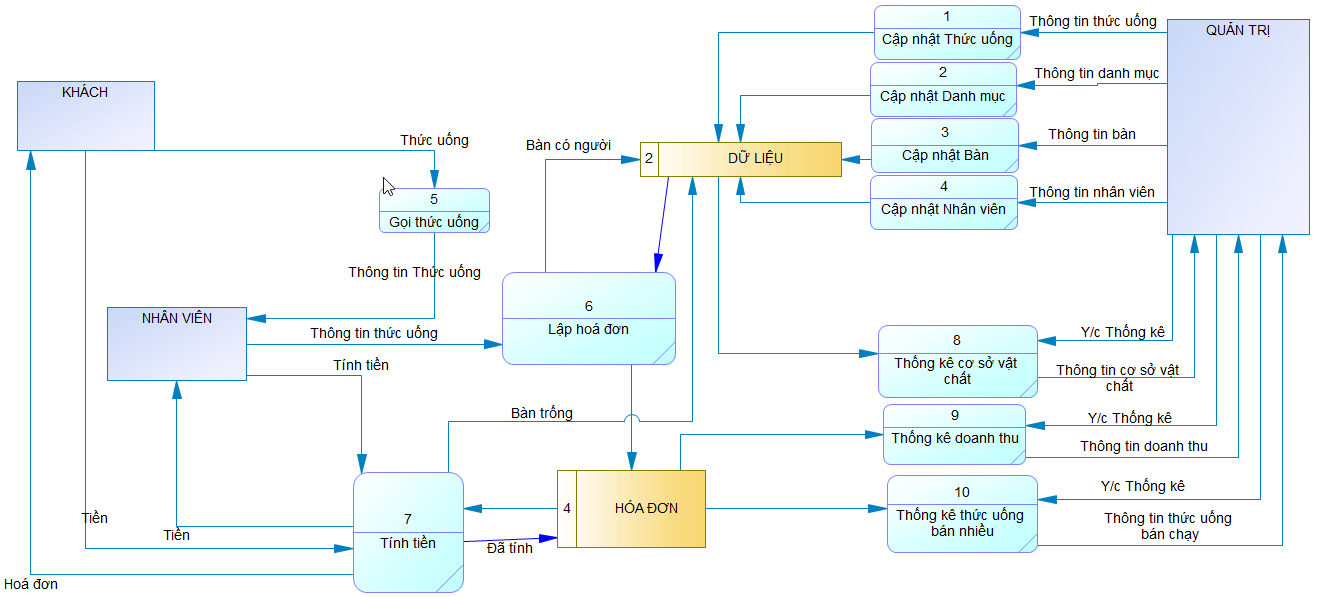 1
Cập nhật Thức uống
Thông tin thức uống
QUẢN TRỊ
2
Cập nhật Danh mục
Thông tin danh mục
KHÁCH
Thức uống
Bàn có người
2
DỮ LIỆU
3
Cập nhật Bàn
Thông tin bàn
4
Cập nhật Nhân viên
Thông tin nhân viên
5
Gọi thức uống
Thông tin Thức uống
NHÂN VIÊN
Thông tin thức uống
6
Lập hoá đơn
Tính tiền
8
Thống kê cơ sở vật
chất
Y/c Thống kê
Thông tin cơ sở vật
chất
Bàn trống
9
Thống kê doanh thu
Y/c Thống kê
Thông tin doanh thu
Tiền
Tiền
7
Tính tiền
Đã tính
4
HÓA ĐƠN
10
Thống kê thức uống
bán nhiều
Y/c Thống kê
Thông tin thức uống
bán chạy
Hoá đơn